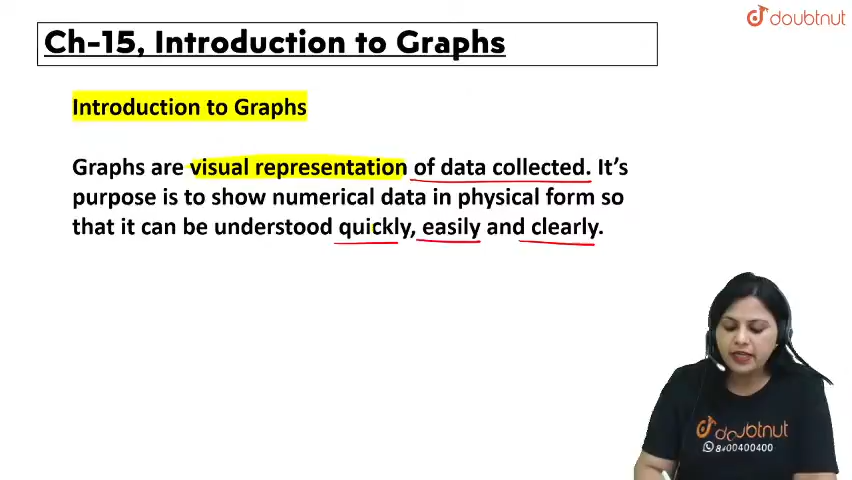 doubtnut
Ch-15, Introduction to Graphs
Introduction to Graphs
Graphs are visual representation of data collected. It's
purpose is to show numerical data in physical form so
that it can be understood quickly, easily and clearly.
doubtnut
8400400400